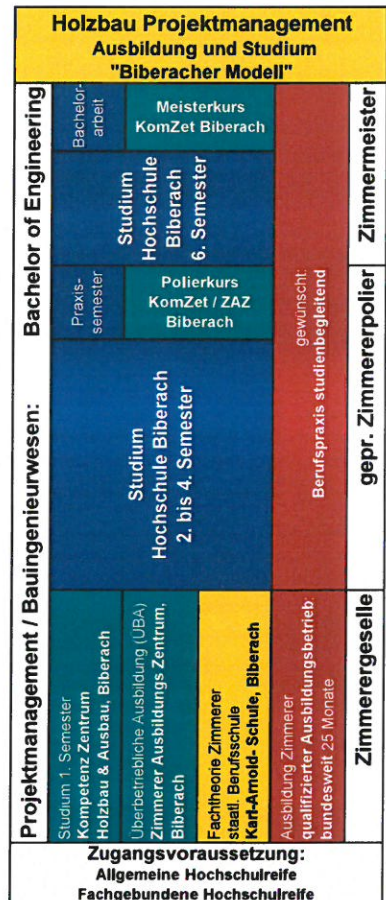 Holzbau Projektmanagement
Ausbildung und Studium
"Biberacher Modell"
Projektmanagement / Bauingenieurwesen:
Bachelor of Engineering
Bachelor-
arbeit
Meisterkurs
KomZet Biberach
Studium
Hochschule
Biberach
6. Semester
Praxis-
semester
Polierkurs
KomZet / ZAZ
Biberach
Studium
Hochschule Biberach
2. bis 4. Semester
gewünscht:
Berufspraxis studienbegleitend
Zimmermeister
gepr. Zimmererpolier
Zimmerergeselle
Studium 1. Semester
Kompetenz Zentrum
Holzbau & Ausbau, Biberach
Überbetriebliche Ausbildung (ÜBA)
Zimmerer Ausbildungs Zentrum,
Biberach
Fachtheorie Zimmerer
staatl. Berufsschule
Karl-Arnold- Schule, Biberach
Ausbildung Zimmerer
qualifizierter Ausbildungsbetrieb:
bundesweit 25 Monate
Zugangsvoraussetzung:
Allgemeine Hochschulreife
Fachgebundene Hochschulreife